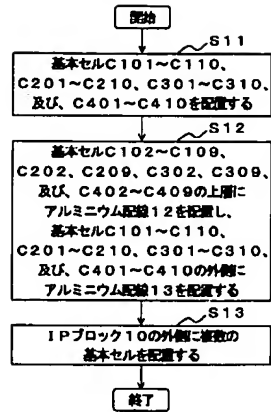 開始
S11
基本セルC101～C110、
C201～C210、C301～C310、
及び、C401～C410を配置する
S12
基本セルC102～C109、
C202、C209、C302、C309、
及び、C402～C409の上層に
アルミニウム配線12を配置し、
基本セルC101～C110、
C201～C210、C301～C310、
及び、C401～C410の外側に
アルミニウム配線13を配置する
S13
IPブロック10の外側に複数の
基本セルを配置する
終了